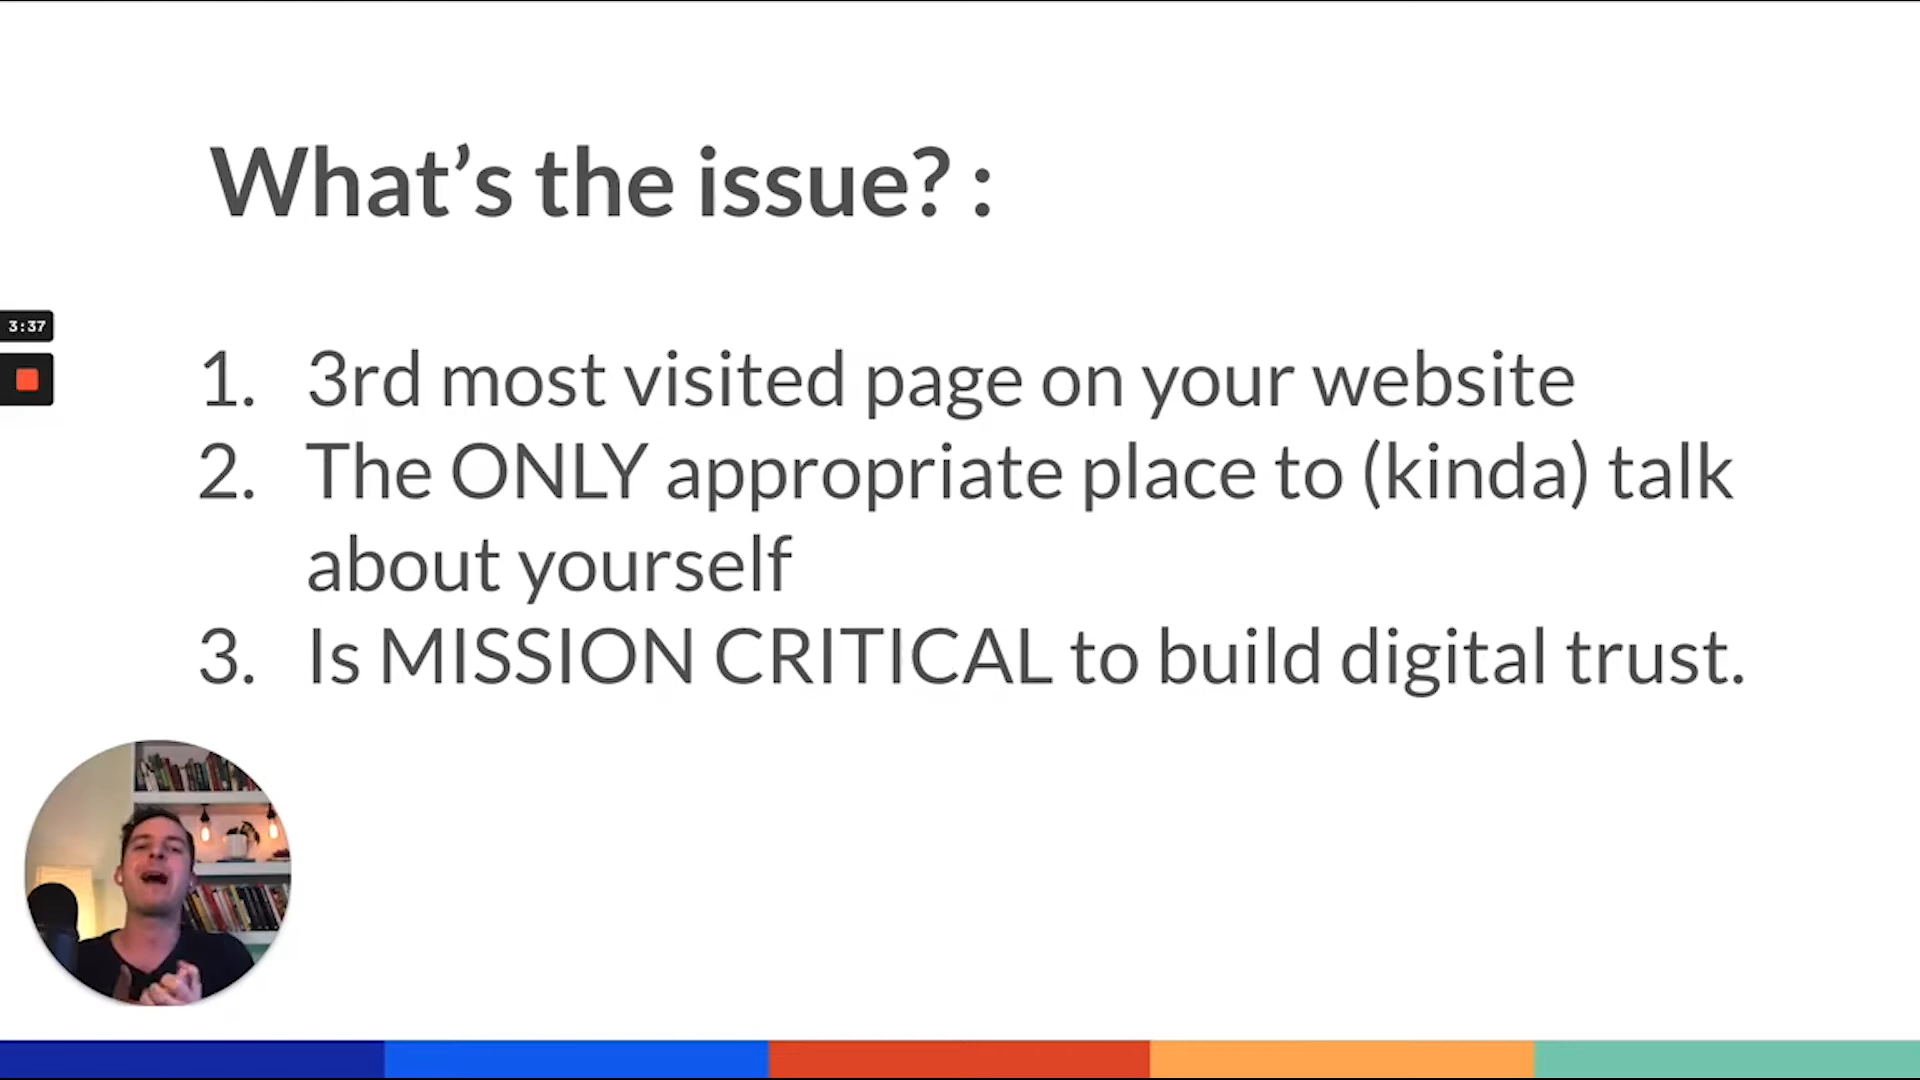 What's the issue? :
3:37
1. 3rd most visited page on your website
2. The ONLY appropriate place to (kinda) talk
about yourself
3. Is MISSION CRITICAL to build digital trust.